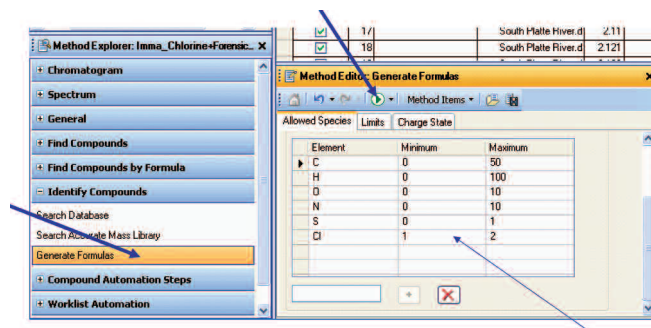 17 South Platte River.d 2.11
18 South Platte River.d 2.121
Method Explorer: Imma_Chlorine+Forensic...
+ Chromatogram
+ Spectrum
+ General
+ Find Compounds
+ Find Compounds by Formula
− Identify Compounds
Search Database
Search Accurate Mass Library
Generate Formulas
+ Compound Automation Steps
+ Worklist Automation
Method Editor: Generate Formulas
Method Items
Allowed Species Limits Charge State
Element Minimum Maximum
C 0 50
H 0 100
O 0 10
N 0 10
S 0 1
Cl 1 2